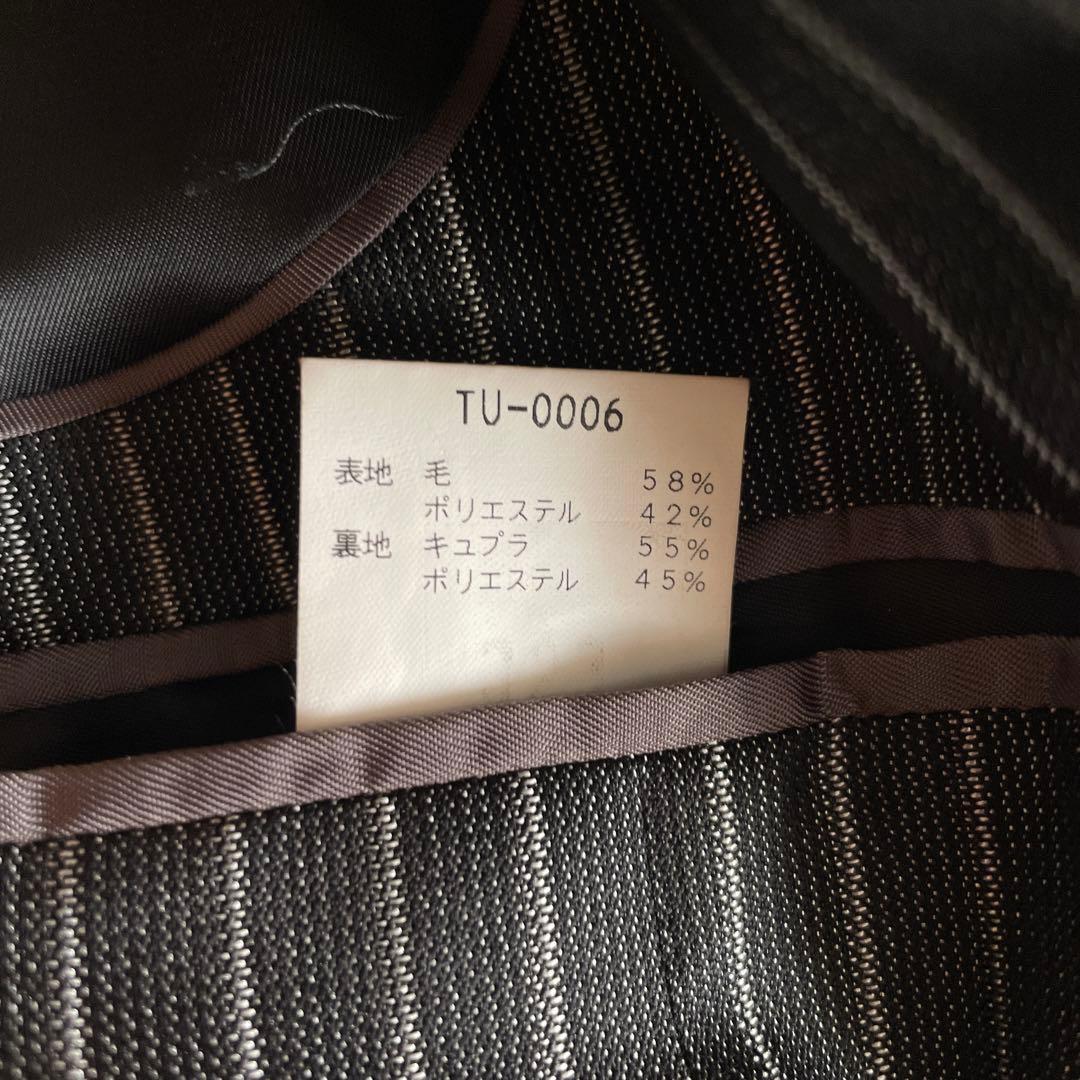 TU-0006
表地 毛 58%
ポリエステル 42%
裏地 キュプラ 55%
ポリエステル 45%